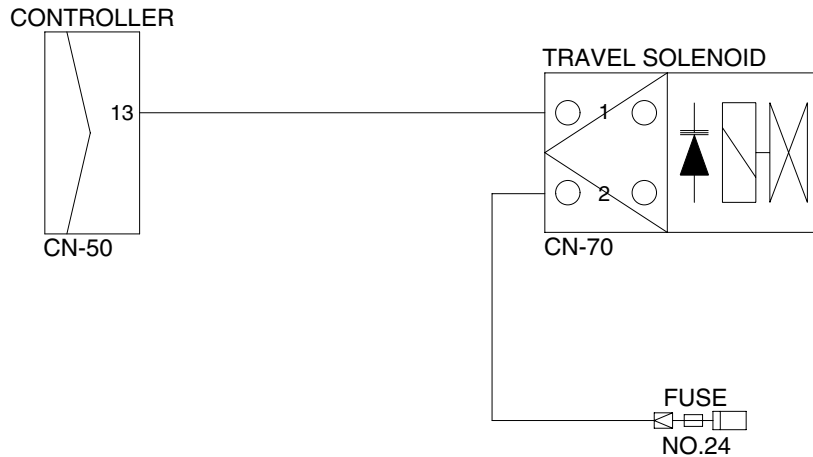 CONTROLLER
13
CN-50
TRAVEL SOLENOID
1
2
CN-70
FUSE
NO.24